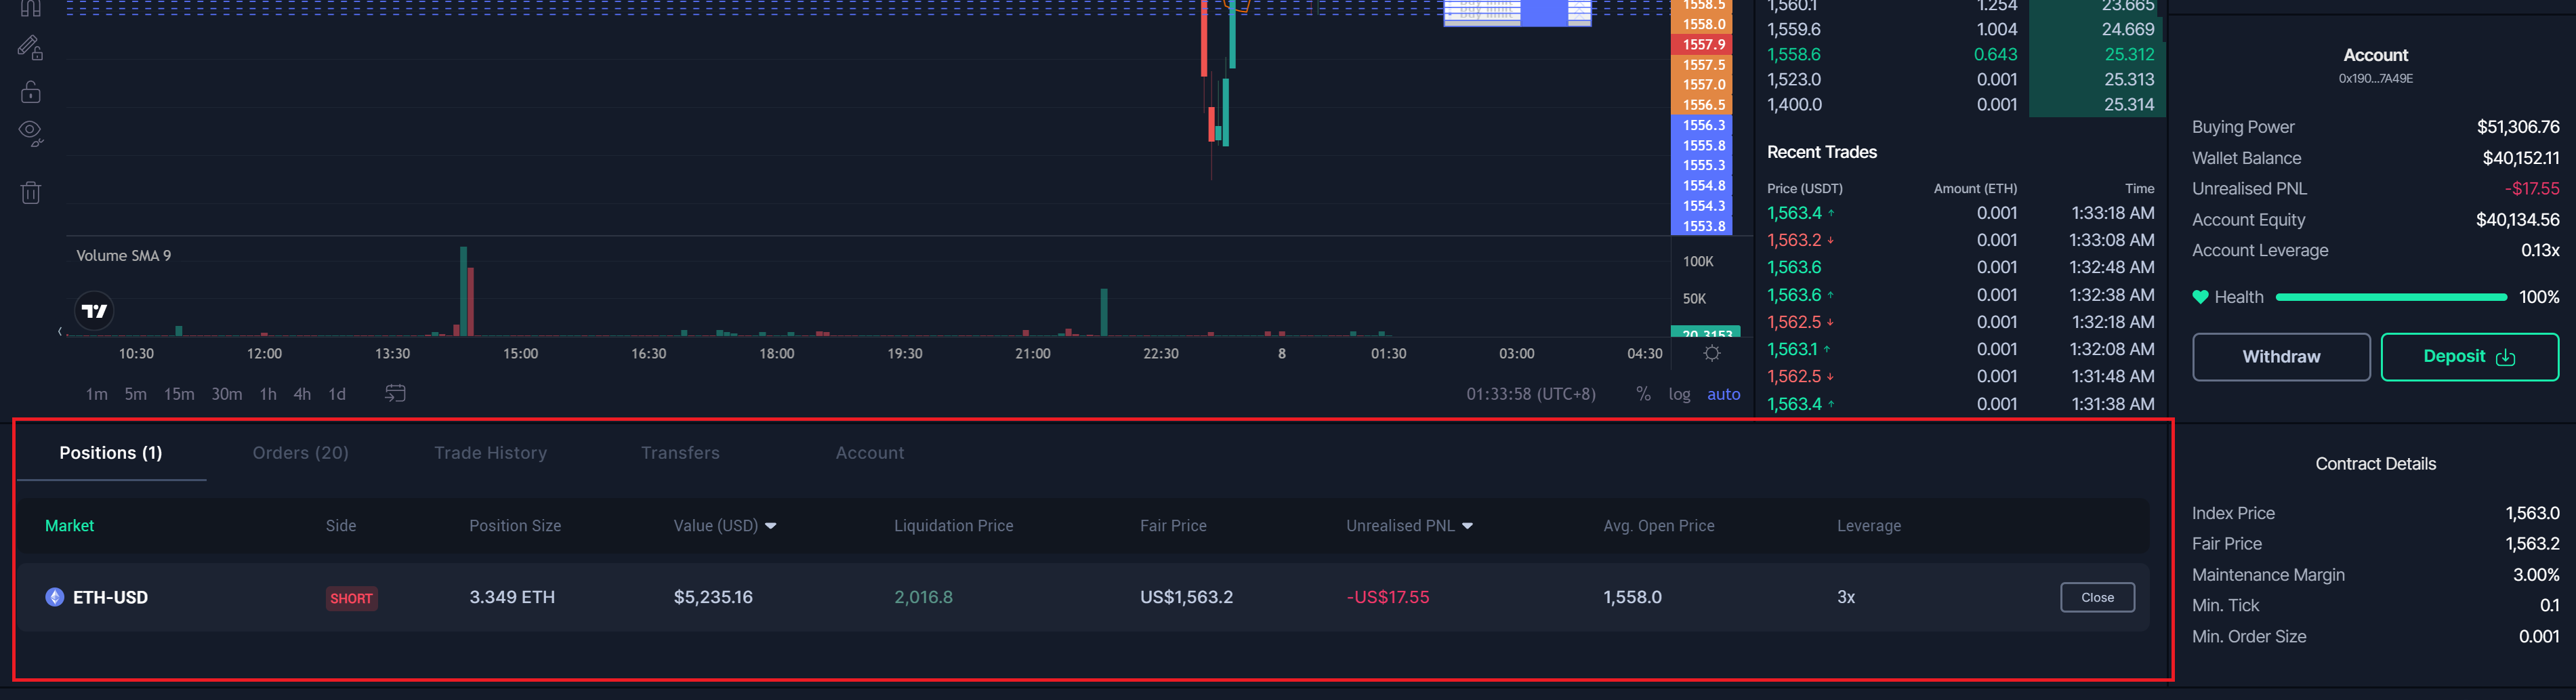 1558.5
1558.0
1557.9
1557.5
1557.0
1556.5
1556.3
1555.8
1555.3
1554.8
1554.3
1553.8
Volume SMA 9
100K
50K
20.3153
10:30 12:00 13:30 15:00 16:30 18:00 19:30 21:00 22:30 8 01:30 03:00 04:30
1m 5m 15m 30m 1h 4h 1d 01:33:58 (UTC+8) % log auto
1,560.1 1.254 23.665
1,559.6 1.004 24.669
1,558.6 0.643 25.312
1,523.0 0.001 25.313
1,400.0 0.001 25.314
Recent Trades
Price (USDT) Amount (ETH) Time
1,563.4 ↑ 0.001 1:33:18 AM
1,563.2 ↓ 0.001 1:33:08 AM
1,563.6 0.001 1:32:48 AM
1,563.6 ↑ 0.001 1:32:38 AM
1,562.5 ↓ 0.001 1:32:18 AM
1,563.1 ↑ 0.001 1:32:08 AM
1,562.5 ↓ 0.001 1:31:48 AM
1,563.4 ↑ 0.001 1:31:38 AM
Account
0x190...7A49E
Buying Power $51,306.76
Wallet Balance $40,152.11
Unrealised PNL -$17.55
Account Equity $40,134.56
Account Leverage 0.13x
Health 100%
Withdraw Deposit
Positions (1) Orders (20) Trade History Transfers Account
Market Side Position Size Value (USD) Liquidation Price Fair Price Unrealised PNL Avg. Open Price Leverage
ETH-USD SHORT 3.349 ETH $5,235.16 2,016.8 US$1,563.2 -US$17.55 1,558.0 3x Close
Contract Details
Index Price 1,563.0
Fair Price 1,563.2
Maintenance Margin 3.00%
Min. Tick 0.1
Min. Order Size 0.001